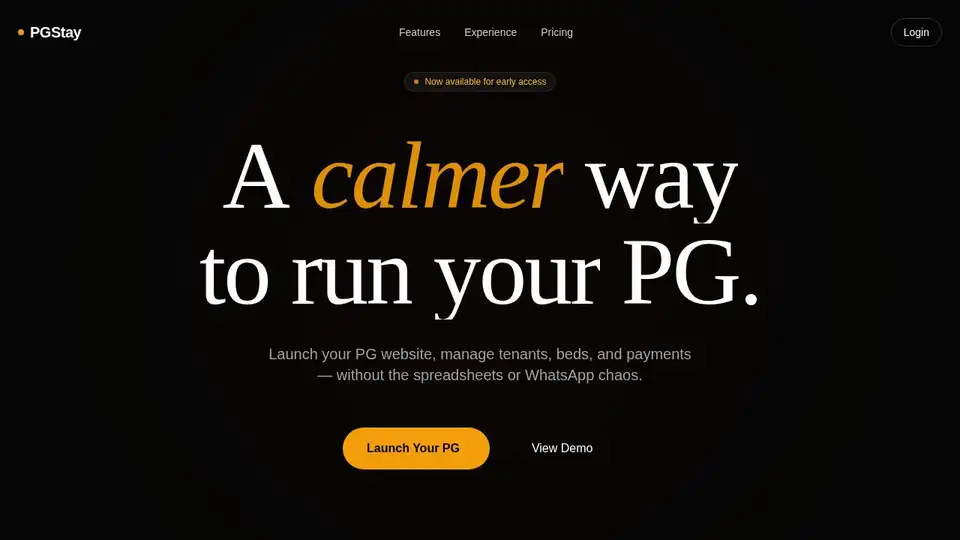 PGStay
Features
Experience
Pricing
Login
Now available for early access
A calmer way
to run your PG.
Launch your PG website, manage tenants, beds, and payments
— without the spreadsheets or WhatsApp chaos.
Launch Your PG
View Demo